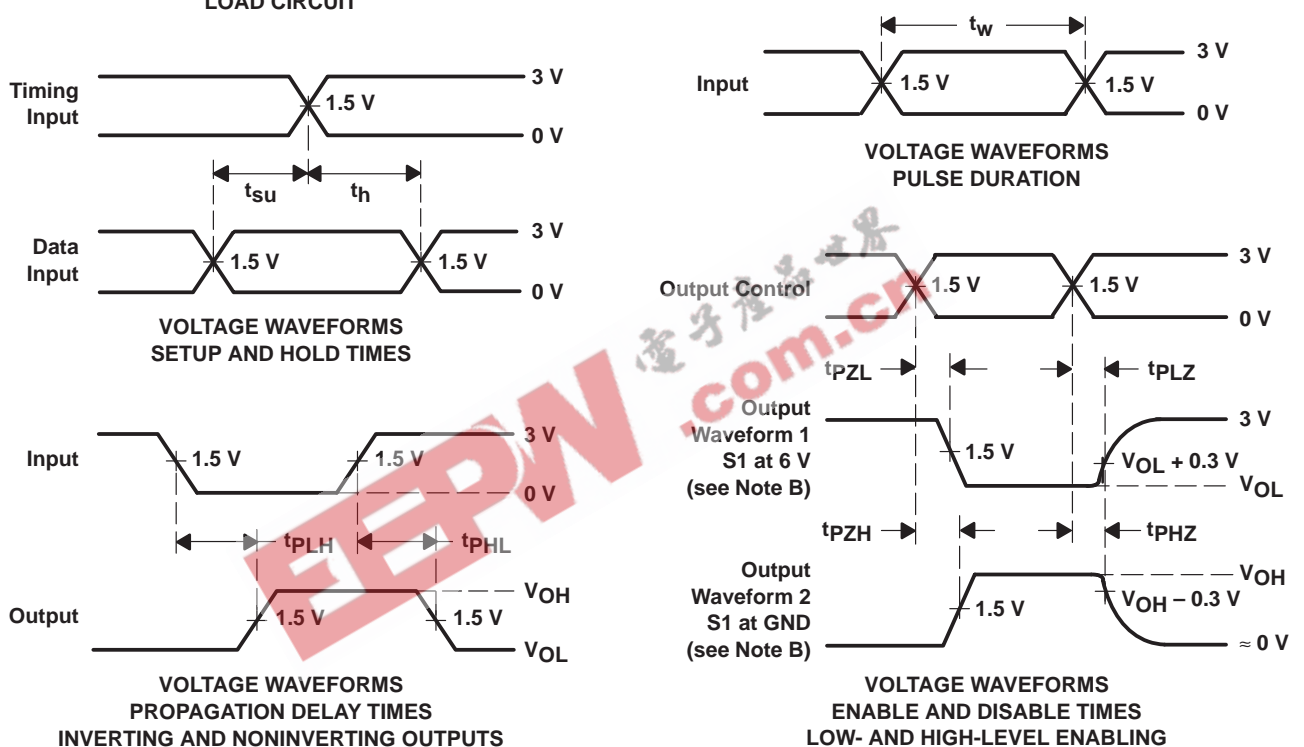 LOAD CIRCUIT
Timing
Input
3 V
1.5 V
0 V
tsu
th
Data
Input
3 V
1.5 V
1.5 V
0 V
VOLTAGE WAVEFORMS
SETUP AND HOLD TIMES
tw
Input
3 V
1.5 V
1.5 V
0 V
VOLTAGE WAVEFORMS
PULSE DURATION
Input
3 V
1.5 V
1.5 V
0 V
tPLH
tPHL
Output
VOH
1.5 V
1.5 V
VOL
VOLTAGE WAVEFORMS
PROPAGATION DELAY TIMES
INVERTING AND NONINVERTING OUTPUTS
Output Control
3 V
1.5 V
1.5 V
0 V
tPZL
tPLZ
Output
Waveform 1
S1 at 6 V
(see Note B)
3 V
1.5 V
VOL + 0.3 V
VOL
tPZH
tPHZ
Output
Waveform 2
S1 at GND
(see Note B)
VOH
1.5 V
VOH – 0.3 V
≈ 0 V
VOLTAGE WAVEFORMS
ENABLE AND DISABLE TIMES
LOW- AND HIGH-LEVEL ENABLING
EEPW
.com.cn
電子產品世界